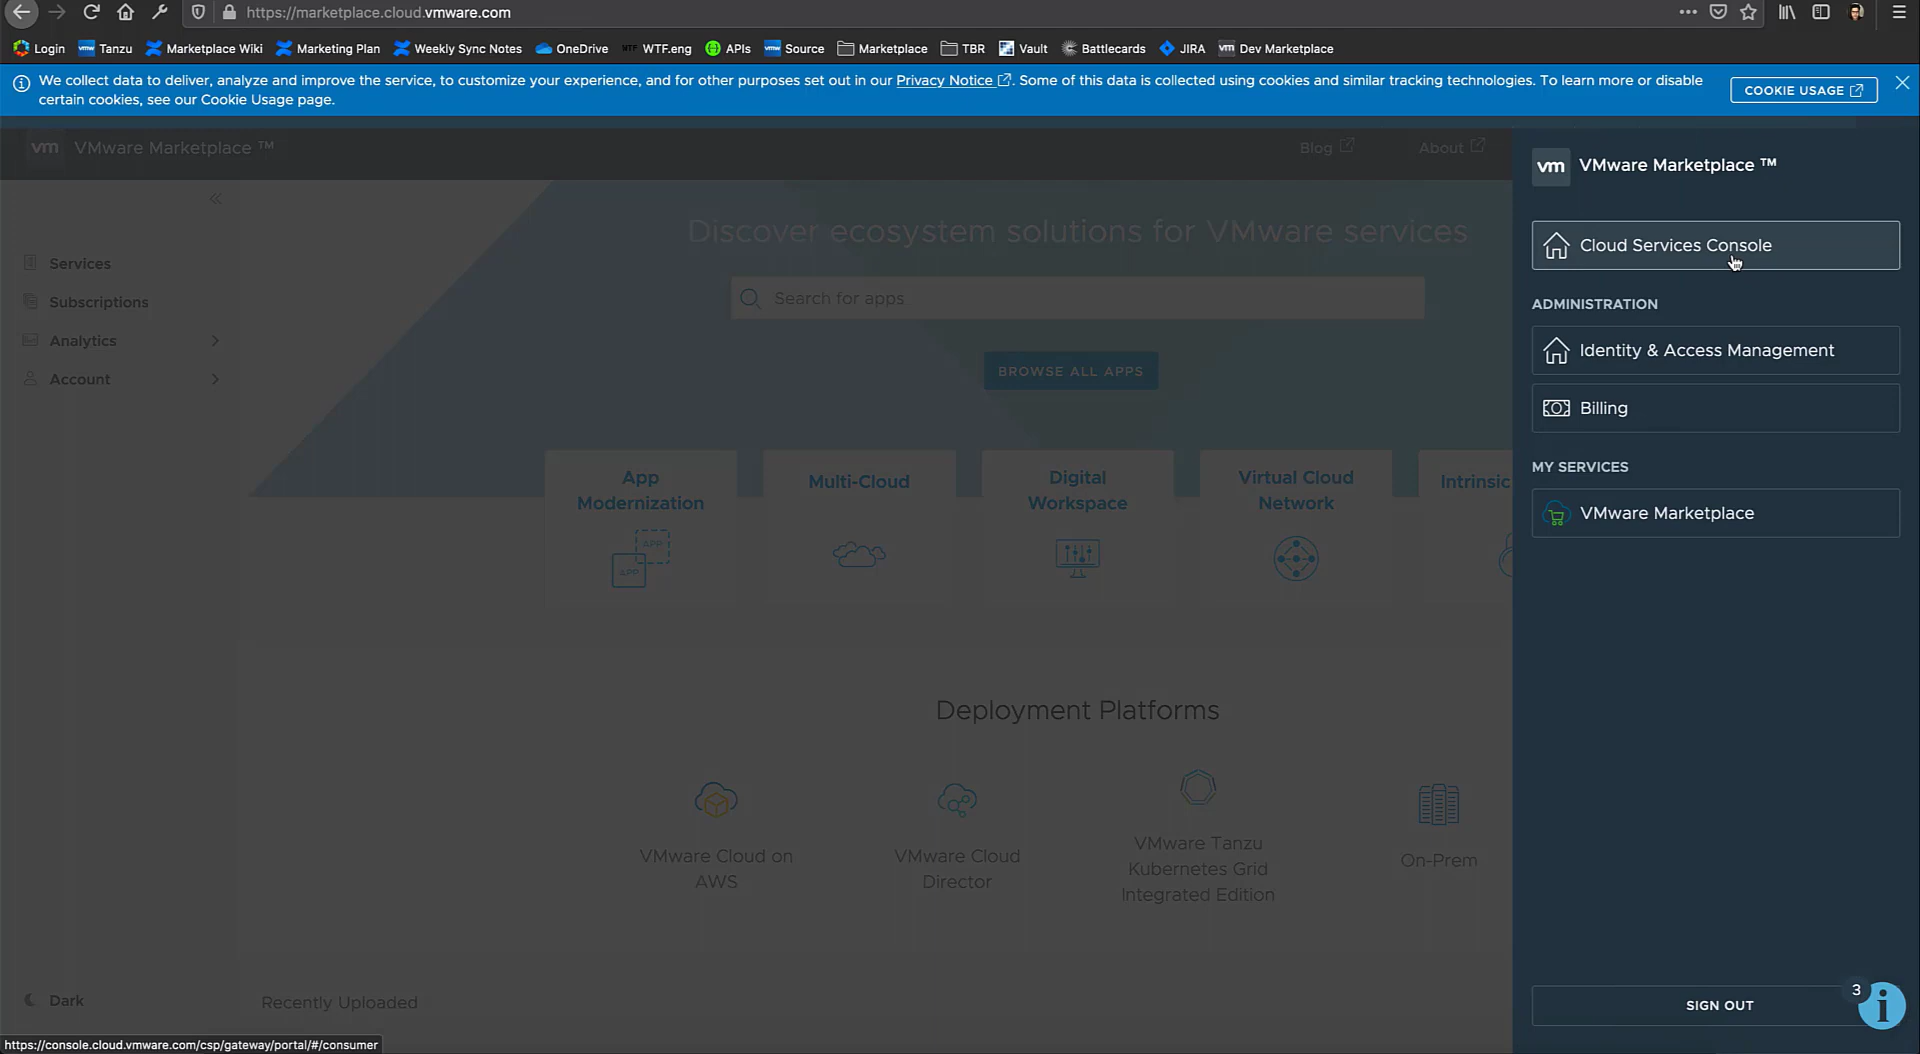 https://marketplace.cloud.vmware.com
Login Tanzu Marketplace Wiki Marketing Plan Weekly Sync Notes OneDrive NTF WTF.eng APIs vmw Source Marketplace TBR Vault Battlecards JIRA vm Dev Marketplace
We collect data to deliver, analyze and improve the service, to customize your experience, and for other purposes set out in our Privacy Notice . Some of this data is collected using cookies and similar tracking technologies. To learn more or disable
certain cookies, see our Cookie Usage page.
COOKIE USAGE
vm VMware Marketplace ™
Blog
About
Services
Subscriptions
Analytics
Account
Dark
Discover ecosystem solutions for VMware services
Search for apps
BROWSE ALL APPS
App
Modernization
APP
APP
Multi-Cloud
Digital
Workspace
Virtual Cloud
Network
Intrinsic
Deployment Platforms
VMware Cloud on
AWS
VMware Cloud
Director
VMware Tanzu
Kubernetes Grid
Integrated Edition
On-Prem
Recently Uploaded
vm VMware Marketplace ™
Cloud Services Console
ADMINISTRATION
Identity & Access Management
Billing
MY SERVICES
VMware Marketplace
SIGN OUT
3
https://console.cloud.vmware.com/csp/gateway/portal/#/consumer